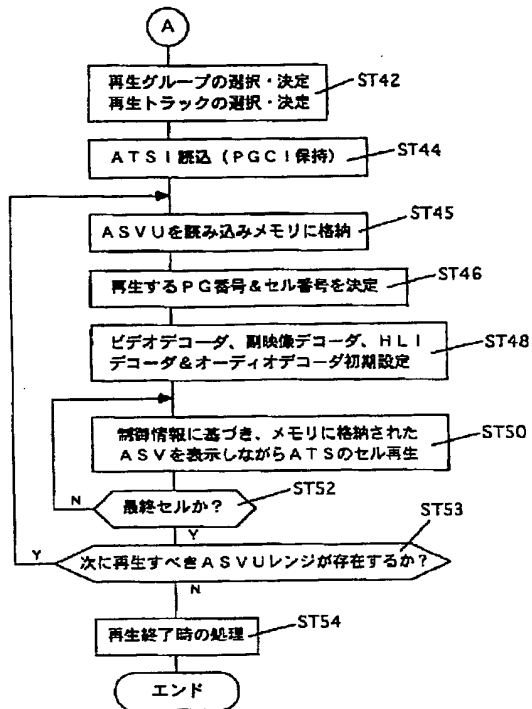 A
再生グループの選択・決定
再生トラックの選択・決定
ST42
ATSI読込（PGCI保持）
ST44
ASVUを読み込みメモリに格納
ST45
再生するPG番号&セル番号を決定
ST46
ビデオデコーダ、副映像デコーダ、HLI
デコーダ&オーディオデコーダ初期設定
ST48
制御情報に基づき、メモリに格納された
ASVを表示しながらATSのセル再生
ST50
最終セルか？
ST52
N
Y
次に再生すべきASVUレンジが存在するか？
ST53
Y
N
再生終了時の処理
ST54
エンド